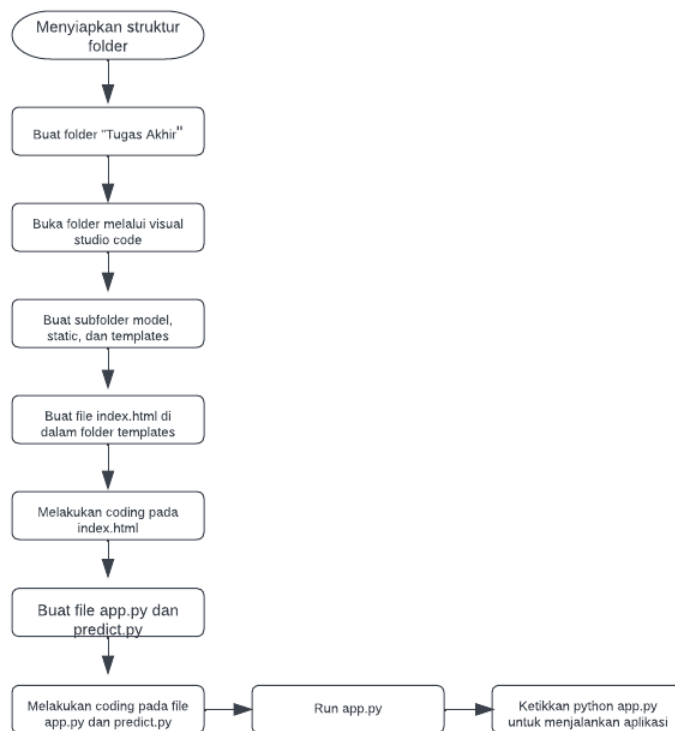 Menyiapkan struktur
folder
Buat folder "Tugas Akhir"
Buka folder melalui visual
studio code
Buat subfolder model,
static, dan templates
Buat file index.html di
dalam folder templates
Melakukan coding pada
index.html
Buat file app.py dan
predict.py
Melakukan coding pada file
app.py dan predict.py
Run app.py
Ketikkan python app.py
untuk menjalankan aplikasi